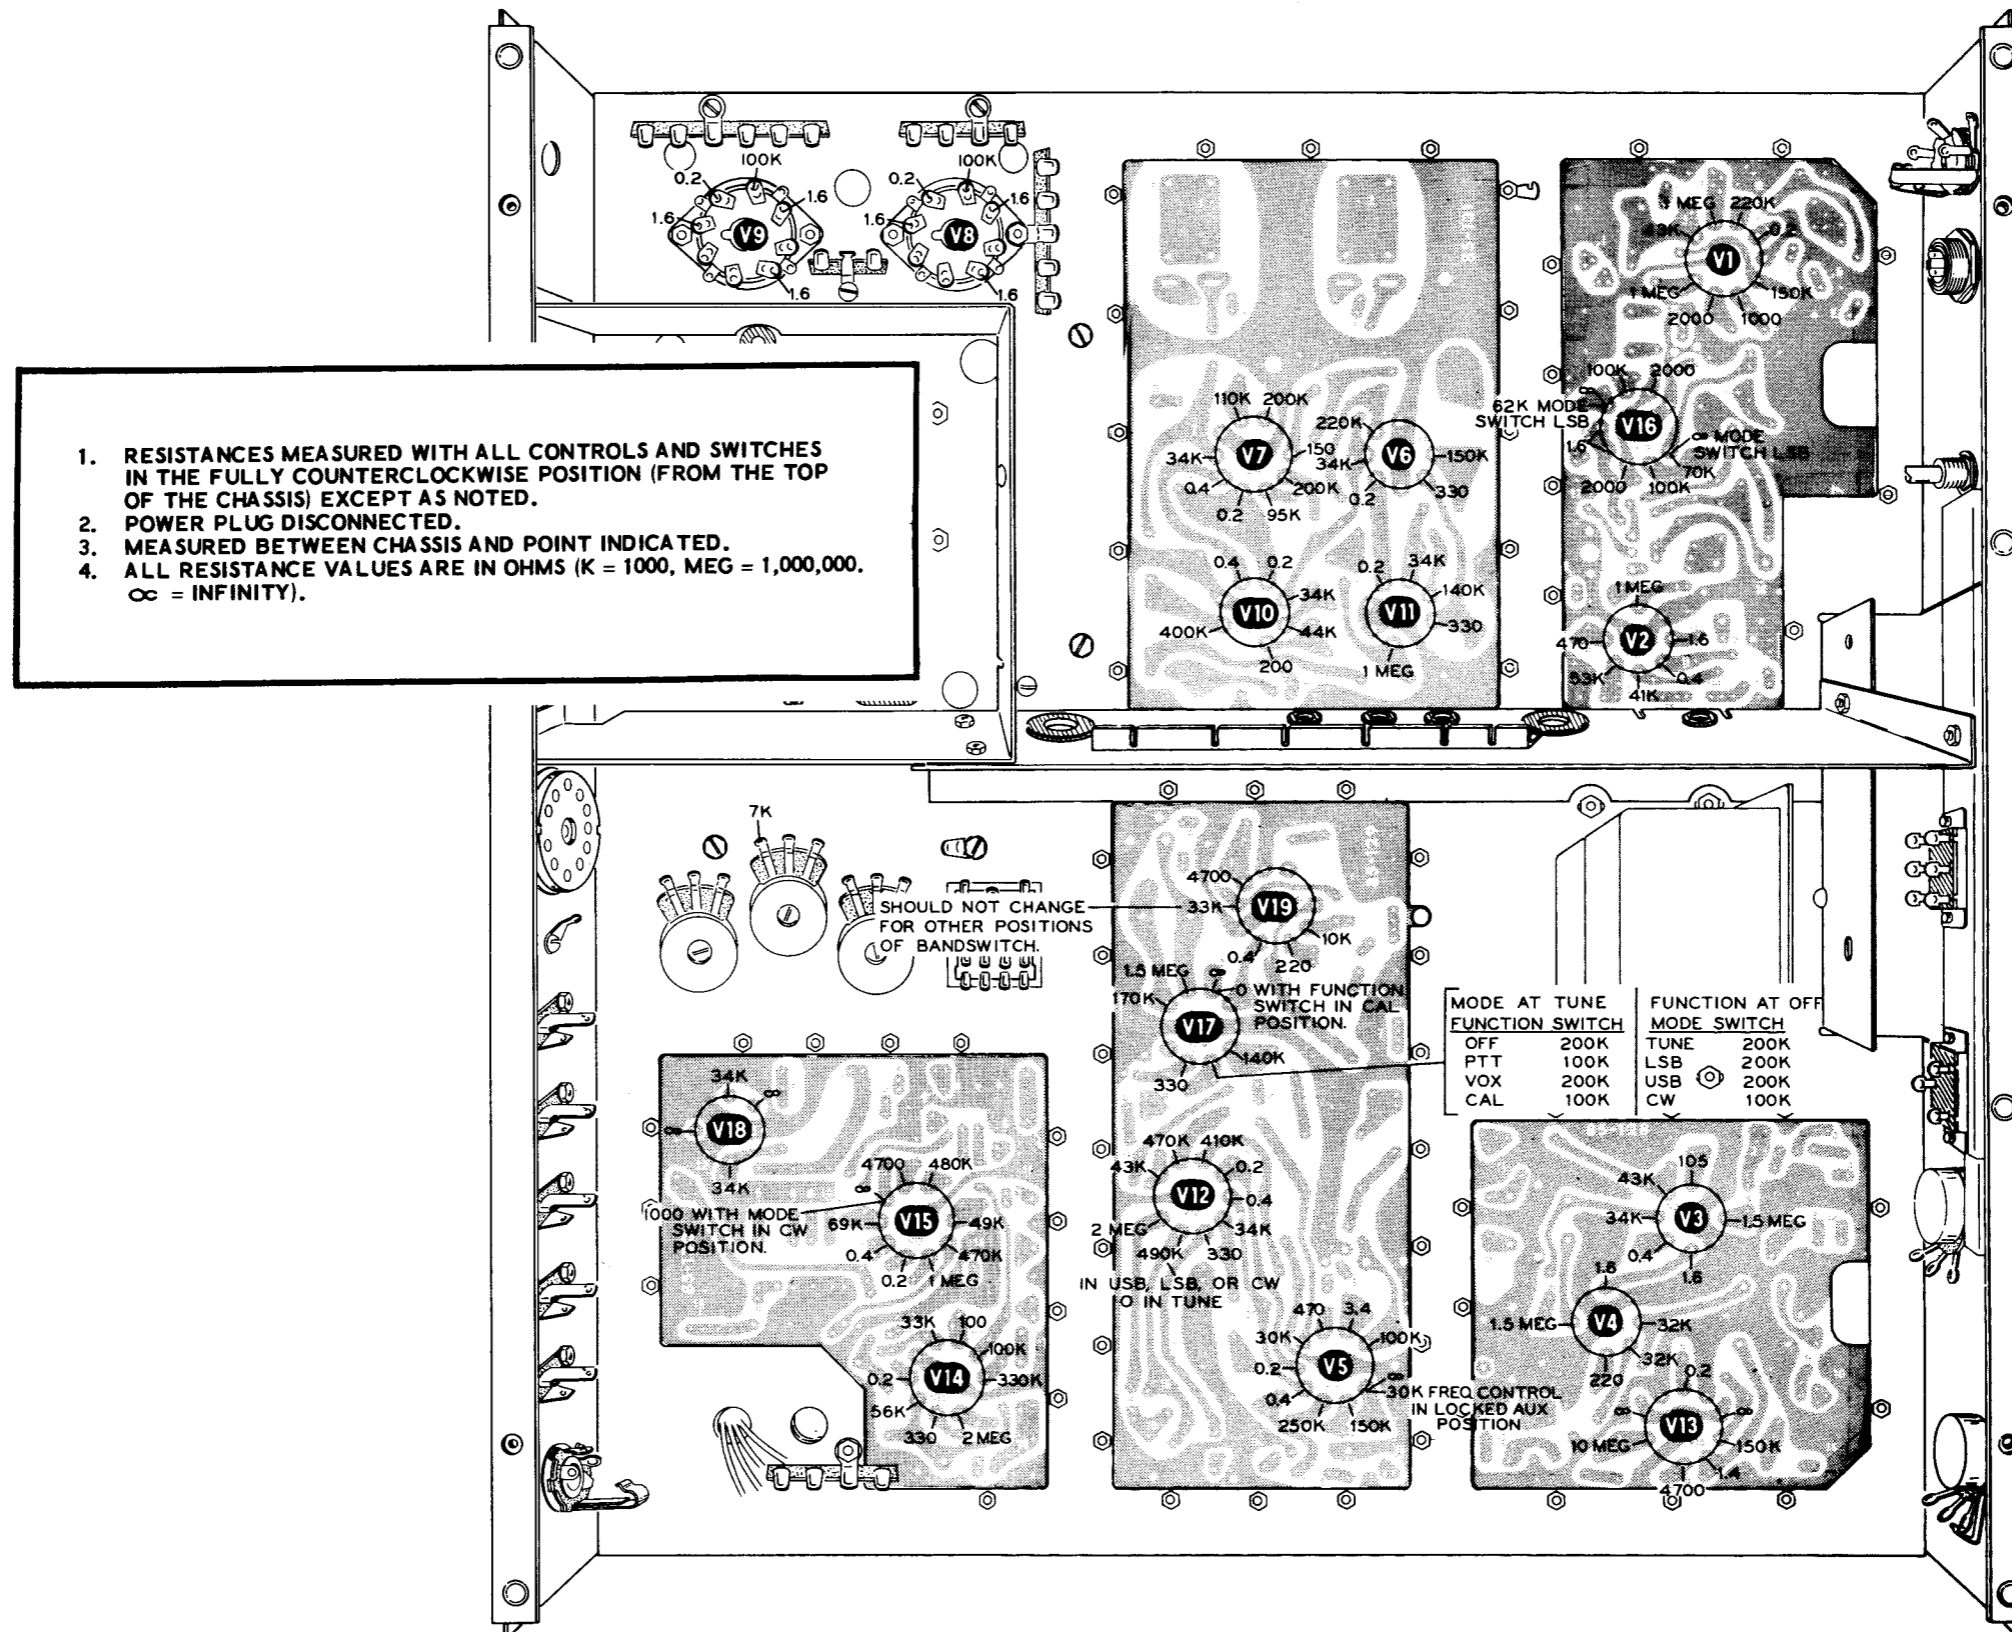 1. RESISTANCES MEASURED WITH ALL CONTROLS AND SWITCHES
IN THE FULLY COUNTERCLOCKWISE POSITION (FROM THE TOP
OF THE CHASSIS) EXCEPT AS NOTED.
2. POWER PLUG DISCONNECTED.
3. MEASURED BETWEEN CHASSIS AND POINT INDICATED.
4. ALL RESISTANCE VALUES ARE IN OHMS (K = 1000, MEG = 1,000,000.
∞ = INFINITY).
100K
0.2
1.6
1.6
V9
1.6
100K
0.2
1.6
1.6
V8
1.6
1 MEG
220K
43K
0.2
V1
1 MEG
150K
2000
1000
110K
200K
34K
V7
150
0.4
200K
0.2
95K
220K
34K
V6
150K
0.2
330
100K
2000
∞
62K MODE
SWITCH LSB
V16
∞ MODE
SWITCH LSB
1.6
70K
2000
100K
0.4
0.2
34K
V10
400K
44K
200
0.2
34K
140K
V11
330
1 MEG
1 MEG
470
V2
1.6
53K
0.4
41K
7K
SHOULD NOT CHANGE
FOR OTHER POSITIONS
OF BANDSWITCH.
4700
33K
V19
10K
0.4
220
1.5 MEG
∞
170K
0 WITH FUNCTION
SWITCH IN CAL
POSITION.
V17
140K
330
MODE AT TUNE
FUNCTION SWITCH
OFF 200K
PTT 100K
VOX 200K
CAL 100K
FUNCTION AT OFF
MODE SWITCH
TUNE 200K
LSB 200K
USB 200K
CW 100K
34K
∞
∞
V18
34K
4700
480K
∞
1000 WITH MODE
SWITCH IN CW
POSITION.
69K
V15
49K
0.4
470K
0.2
1 MEG
33K
100
100K
0.2
V14
330K
56K
330
2 MEG
470K
410K
43K
0.2
V12
0.4
2 MEG
34K
490K
330
IN USB, LSB, OR CW
0 IN TUNE
470
3.4
30K
100K
0.2
V5
∞
0.4
30K FREQ CONTROL
IN LOCKED AUX
POSITION
250K
150K
105
43K
34K
V3
1.5 MEG
0.4
1.6
1.6
1.5 MEG
V4
32K
32K
220
0.2
∞
V13
∞
10 MEG
150K
1.4
4700